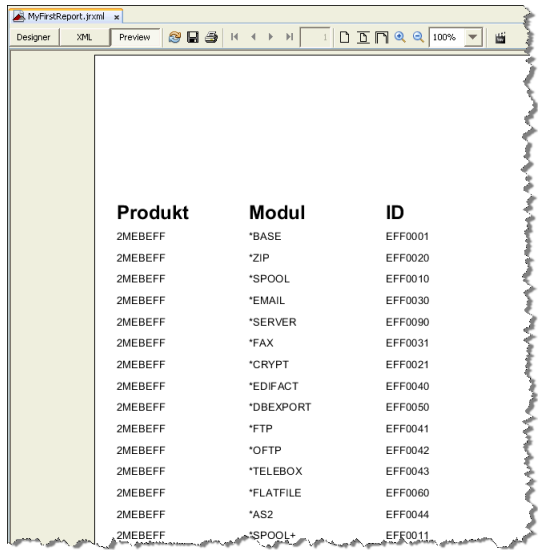 MyFirstReport.jrxml x
Designer XML Preview 1 100%
Produkt Modul ID
2MEBEFF *BASE EFF0001
2MEBEFF *ZIP EFF0020
2MEBEFF *SPOOL EFF0010
2MEBEFF *EMAIL EFF0030
2MEBEFF *SERVER EFF0090
2MEBEFF *FAX EFF0031
2MEBEFF *CRYPT EFF0021
2MEBEFF *EDIFACT EFF0040
2MEBEFF *DBEXPORT EFF0050
2MEBEFF *FTP EFF0041
2MEBEFF *OFTP EFF0042
2MEBEFF *TELEBOX EFF0043
2MEBEFF *FLATFILE EFF0060
2MEBEFF *AS2 EFF0044
2MEBEFF *SPOOL+ EFF0011